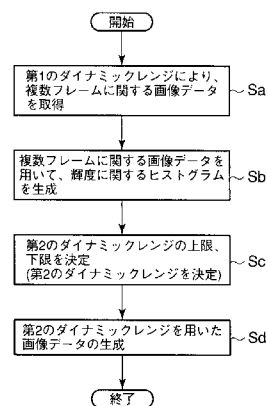 開始
第1のダイナミックレンジにより、
複数フレームに関する画像データ
を取得
Sa
複数フレームに関する画像データを
用いて、輝度に関するヒストグラム
を生成
Sb
第2のダイナミックレンジの上限、
下限を決定
(第2のダイナミックレンジを決定)
Sc
第2のダイナミックレンジを用いた
画像データの生成
Sd
終了